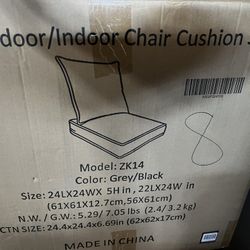 door/Indoor Chair Cushion
Model: ZK14
Color: Grey/Black
Size: 24LX24WX 5H in , 22LX24W in
(61X61X12.7cm, 56X61cm)
N.W. / G.W.: 5.29/ 7.05 lbs (2.4/ 3.2 kg)
CTN SIZE: 24.4x24.4x6.69in (62x62x17cm)
MADE IN CHINA